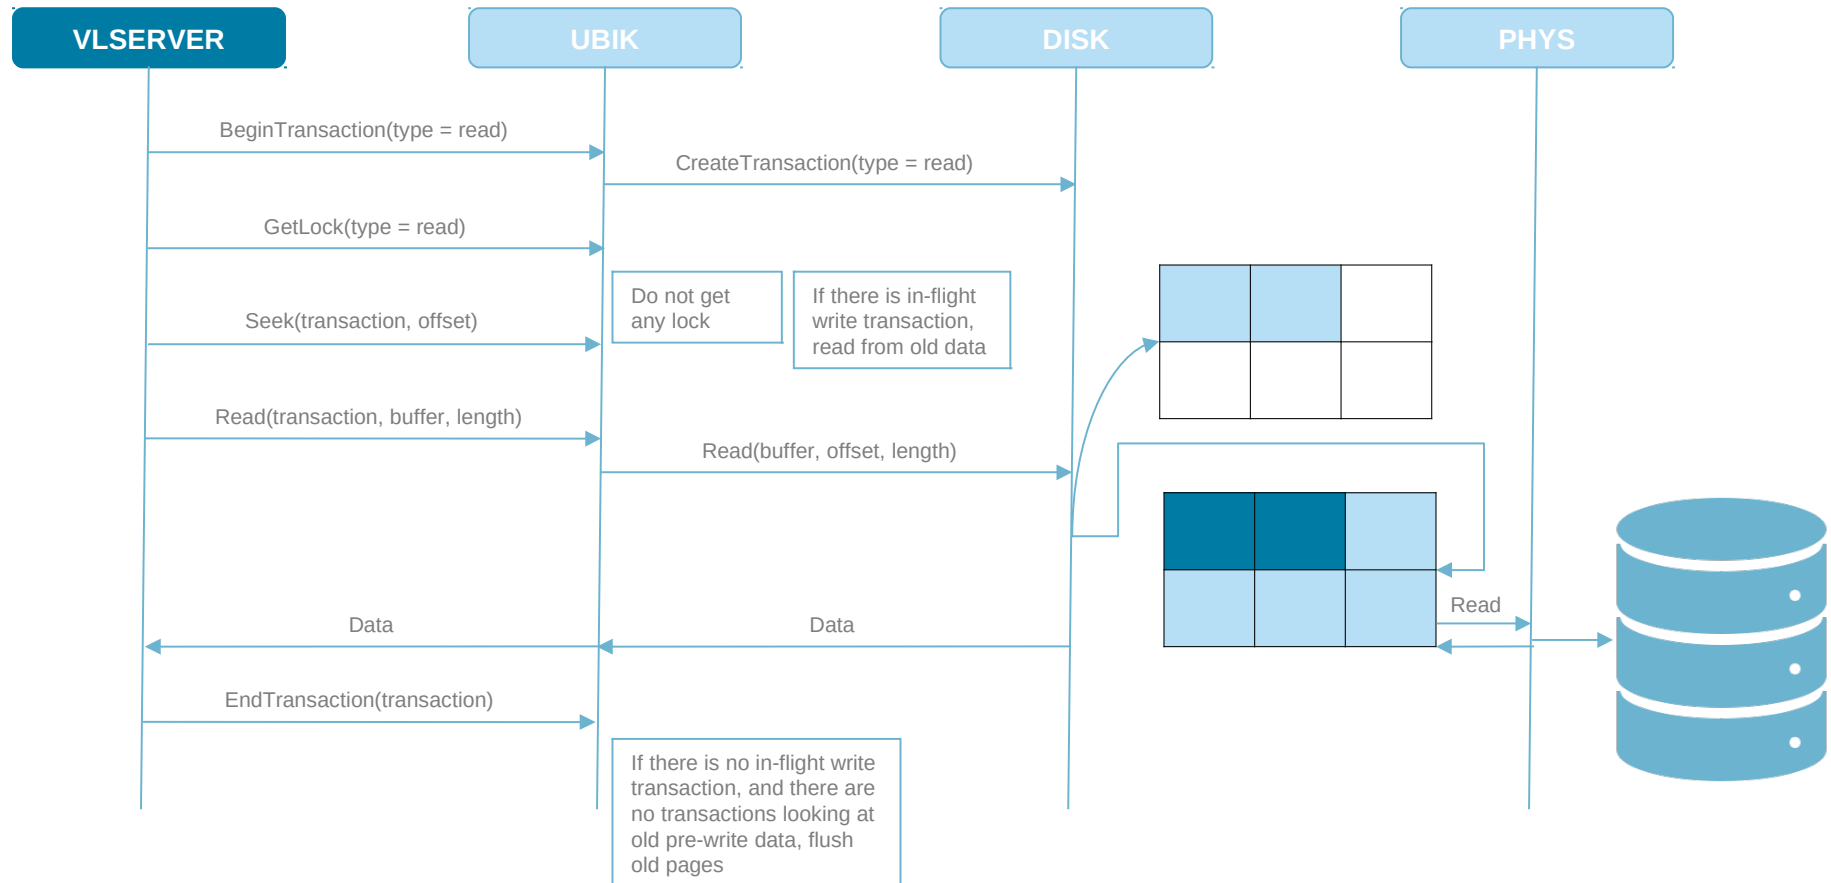 VLSERVER
UBIK
DISK
PHYS
BeginTransaction(type = read)
CreateTransaction(type = read)
GetLock(type = read)
Do not get
any lock
If there is in-flight
write transaction,
read from old data
Seek(transaction, offset)
Read(transaction, buffer, length)
Read(buffer, offset, length)
Read
Data
Data
EndTransaction(transaction)
If there is no in-flight write
transaction, and there are
no transactions looking at
old pre-write data, flush
old pages